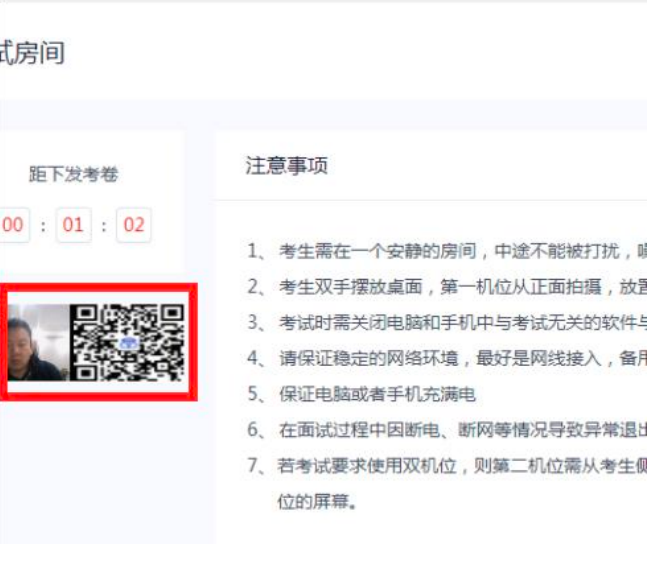 试房间
距下发考卷
00 : 01 : 02
注意事项
1、考生需在一个安静的房间，中途不能被打扰，
2、考生双手摆放桌面，第一机位从正面拍摄，放置
3、考试时需关闭电脑和手机中与考试无关的软件与
4、请保证稳定的网络环境，最好是网线接入，备用
5、保证电脑或者手机充满电
6、在面试过程中因断电、断网等情况导致异常退出
7、若考试要求使用双机位，则第二机位需从考生侧
位的屏幕。